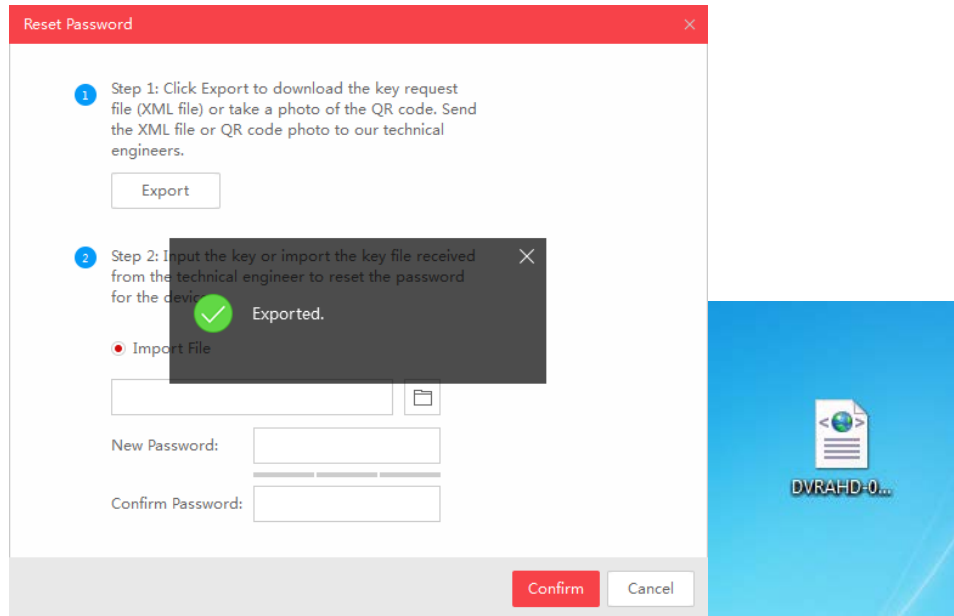 Reset Password
1
Step 1: Click Export to download the key request
file (XML file) or take a photo of the QR code. Send
the XML file or QR code photo to our technical
engineers.
Export
2
Step 2: Input the key or import the key file received
from the technical engineer to reset the password
for the device
Exported.
Import File
New Password:
Confirm Password:
Confirm
Cancel
DVRAHD-0...